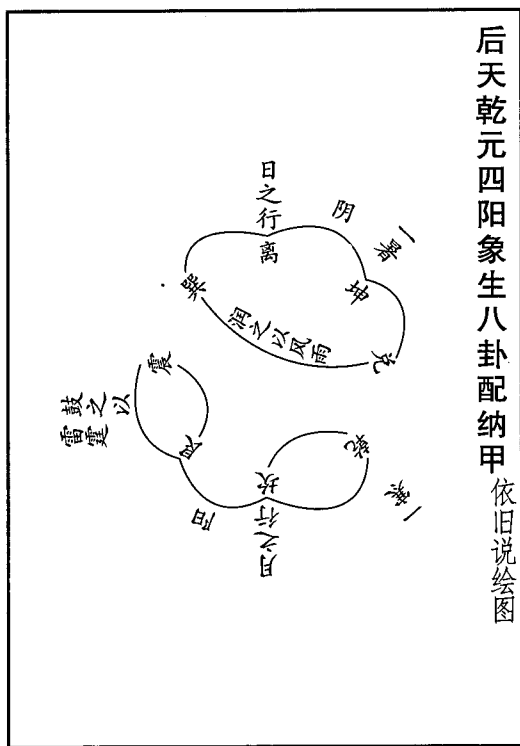 后天乾元四阳象生八卦配纳甲
依旧说绘图
日之行
离
阴
一暑
坤
兑
润之以风雨
巽
震
鼓之以
雷霆
艮
阳
坎
月之行
乾
一寒